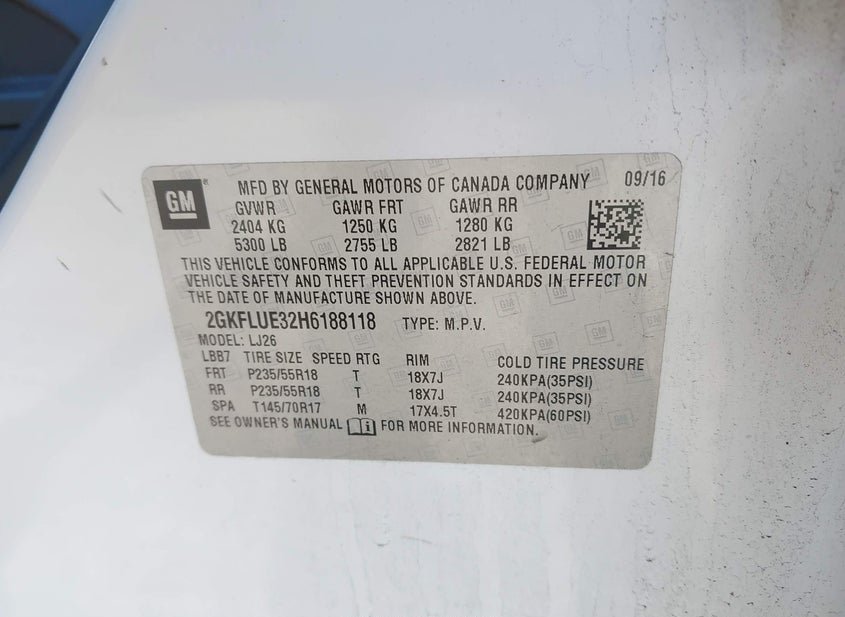 GM
MFD BY GENERAL MOTORS OF CANADA COMPANY 09/16
GVWR GAWR FRT GAWR RR
2404 KG 1250 KG 1280 KG
5300 LB 2755 LB 2821 LB
THIS VEHICLE CONFORMS TO ALL APPLICABLE U.S. FEDERAL MOTOR
VEHICLE SAFETY AND THEFT PREVENTION STANDARDS IN EFFECT ON
THE DATE OF MANUFACTURE SHOWN ABOVE.
2GKFLUE32H6188118 TYPE: M.P.V.
MODEL: LJ26
LBB7 TIRE SIZE SPEED RTG RIM COLD TIRE PRESSURE
FRT P235/55R18 T 18X7J 240KPA(35PSI)
RR P235/55R18 T 18X7J 240KPA(35PSI)
SPA T145/70R17 M 17X4.5T 420KPA(60PSI)
SEE OWNER'S MANUAL i FOR MORE INFORMATION.